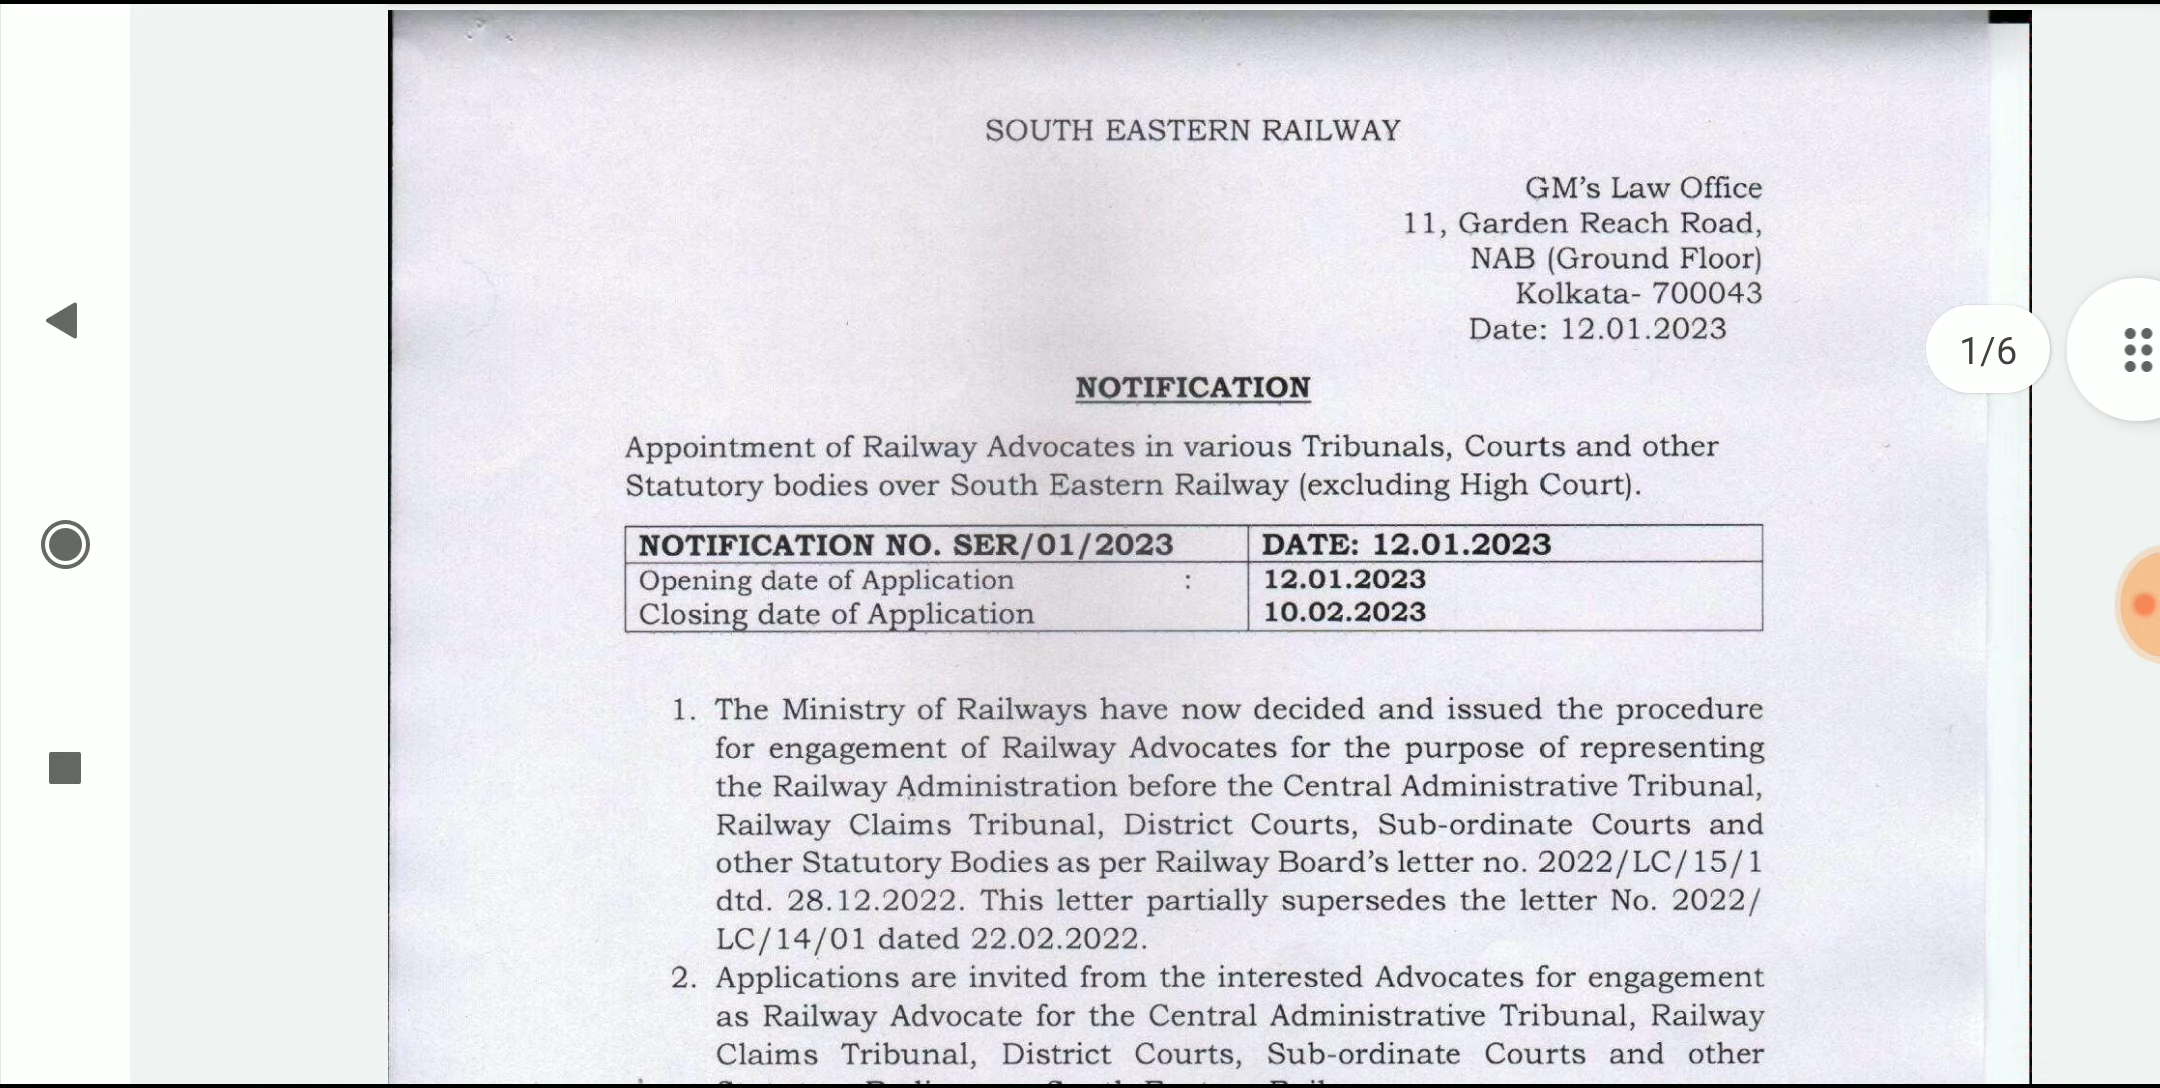 SOUTH EASTERN RAILWAY
GM's Law Office
11, Garden Reach Road,
NAB (Ground Floor)
Kolkata- 700043
Date: 12.01.2023
1/6
NOTIFICATION
Appointment of Railway Advocates in various Tribunals, Courts and other
Statutory bodies over South Eastern Railway (excluding High Court).
NOTIFICATION NO. SER/01/2023 DATE: 12.01.2023
Opening date of Application : 12.01.2023
Closing date of Application 10.02.2023
1. The Ministry of Railways have now decided and issued the procedure
for engagement of Railway Advocates for the purpose of representing
the Railway Administration before the Central Administrative Tribunal,
Railway Claims Tribunal, District Courts, Sub-ordinate Courts and
other Statutory Bodies as per Railway Board's letter no. 2022/LC/15/1
dtd. 28.12.2022. This letter partially supersedes the letter No. 2022/
LC/14/01 dated 22.02.2022.
2. Applications are invited from the interested Advocates for engagement
as Railway Advocate for the Central Administrative Tribunal, Railway
Claims Tribunal, District Courts, Sub-ordinate Courts and other